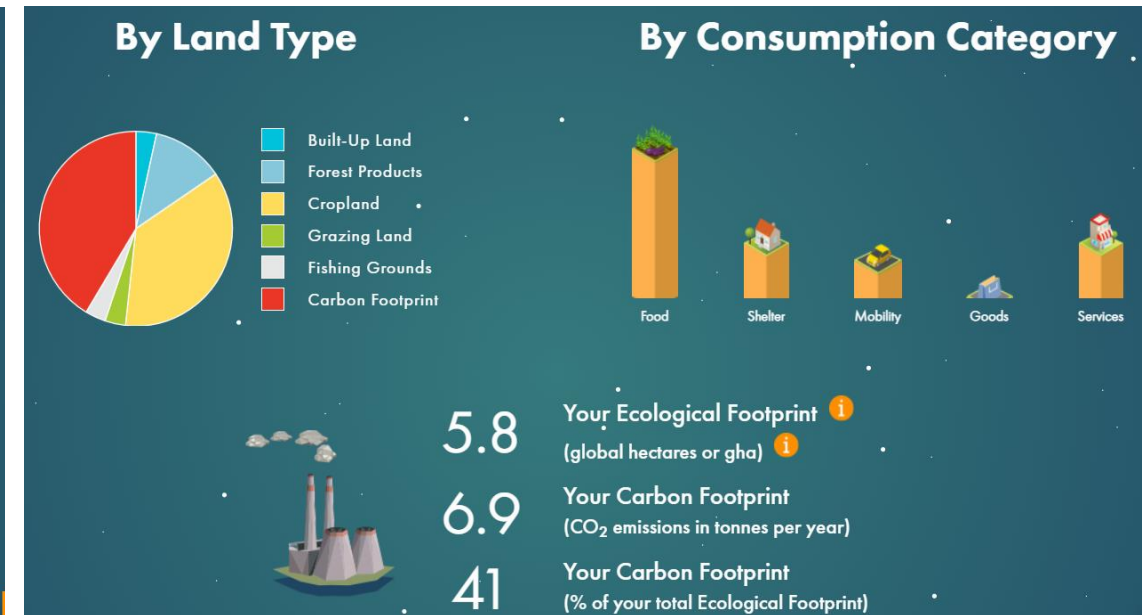 By Land Type
By Consumption Category
Built-Up Land
Forest Products
Cropland
Grazing Land
Fishing Grounds
Carbon Footprint
Food
Shelter
Mobility
Goods
Services
5.8
Your Ecological Footprint i
(global hectares or gha) i
6.9
Your Carbon Footprint
(CO₂ emissions in tonnes per year)
41
Your Carbon Footprint
(% of your total Ecological Footprint)